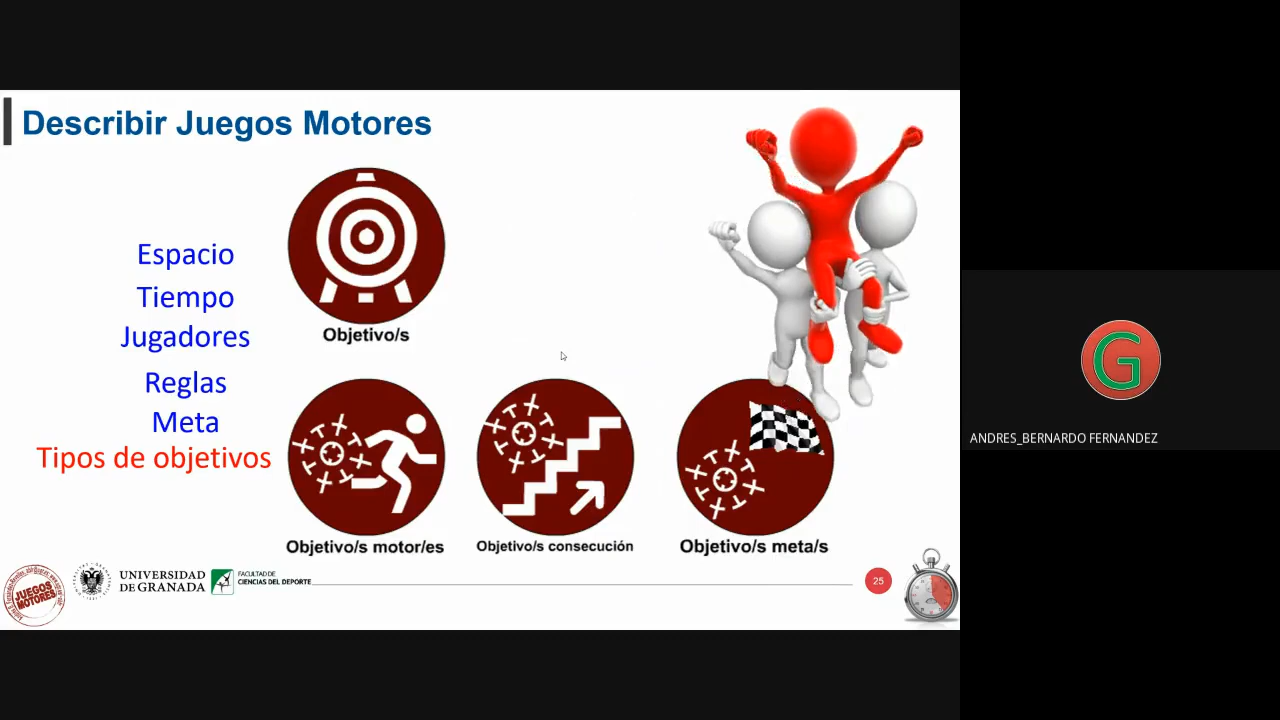 Describir Juegos Motores
Espacio
Tiempo
Jugadores
Reglas
Meta
Tipos de objetivos
Objetivo/s
Objetivo/s motor/es
Objetivo/s consecución
Objetivo/s meta/s
JUEGOS
MOTORES
UNIVERSIDAD
DE GRANADA
FACULTAD DE
CIENCIAS DEL DEPORTE
25
G
ANDRES_BERNARDO FERNANDEZ